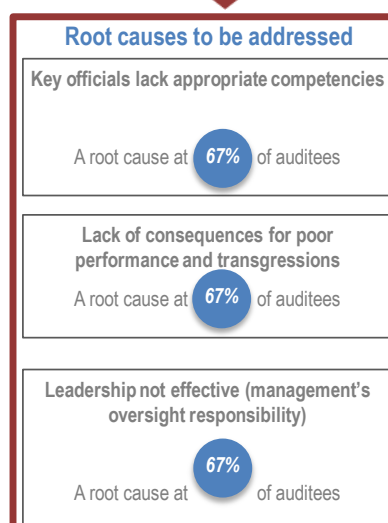 Root causes to be addressed
Key officials lack appropriate competencies
A root cause at 67% of auditees
Lack of consequences for poor
performance and transgressions
A root cause at 67% of auditees
Leadership not effective (management's
oversight responsibility)
67%
A root cause at of auditees